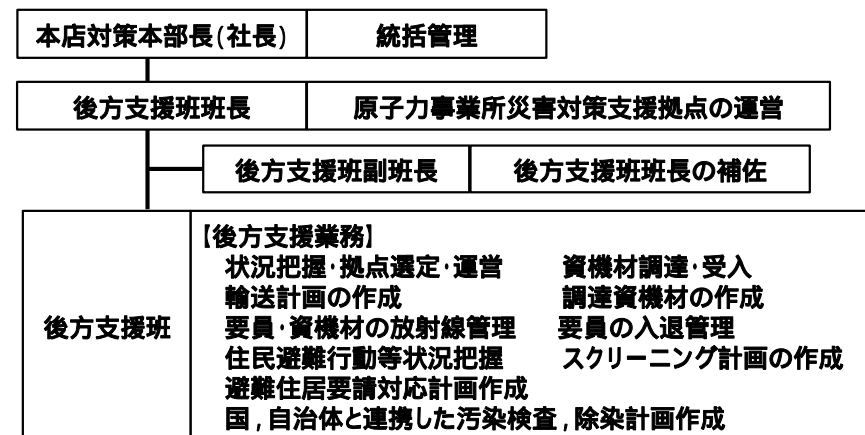 本店対策本部長(社長) 統括管理
後方支援班班長 原子力事業所災害対策支援拠点の運営
後方支援班副班長 後方支援班班長の補佐
後方支援班
【後方支援業務】
状況把握・拠点選定・運営 資機材調達・受入
輸送計画の作成 調達資機材の作成
要員・資機材の放射線管理 要員の入退管理
住民避難行動等状況把握 スクリーニング計画の作成
避難住居要請対応計画作成
国,自治体と連携した汚染検査,除染計画作成